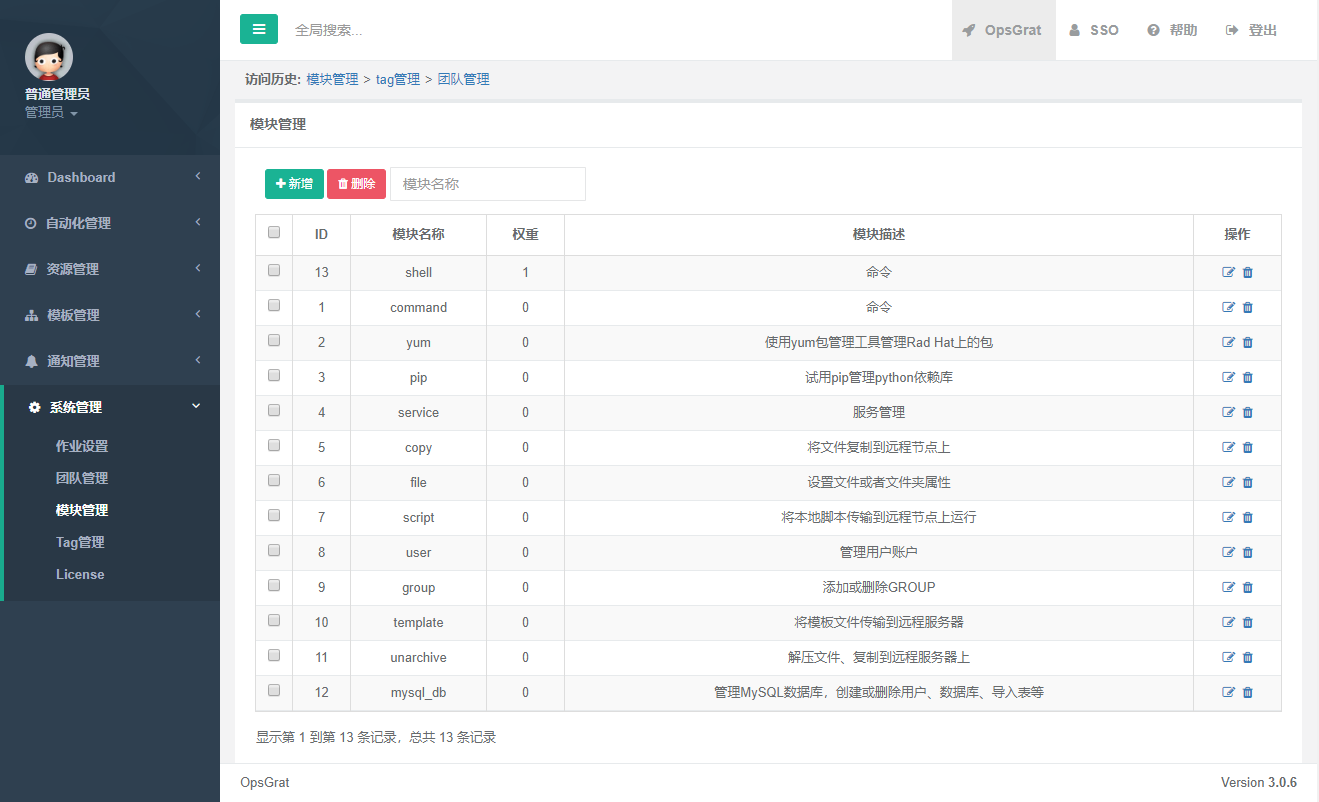 普通管理员
管理员
Dashboard
自动化管理
资源管理
模板管理
通知管理
系统管理
作业设置
团队管理
模块管理
Tag管理
License
全局搜索...
OpsGrat
SSO
帮助
登出
访问历史: 模块管理 > tag管理 > 团队管理
模块管理
新增 删除 模块名称
ID 模块名称 权重 模块描述 操作
13 shell 1 命令
1 command 0 命令
2 yum 0 使用yum包管理工具管理Rad Hat上的包
3 pip 0 试用pip管理python依赖库
4 service 0 服务管理
5 copy 0 将文件复制到远程节点上
6 file 0 设置文件或者文件夹属性
7 script 0 将本地脚本传输到远程节点上运行
8 user 0 管理用户账户
9 group 0 添加或删除GROUP
10 template 0 将模板文件传输到远程服务器
11 unarchive 0 解压文件、复制到远程服务器上
12 mysql_db 0 管理MySQL数据库，创建或删除用户、数据库、导入表等
显示第 1 到第 13 条记录，总共 13 条记录
OpsGrat
Version 3.0.6